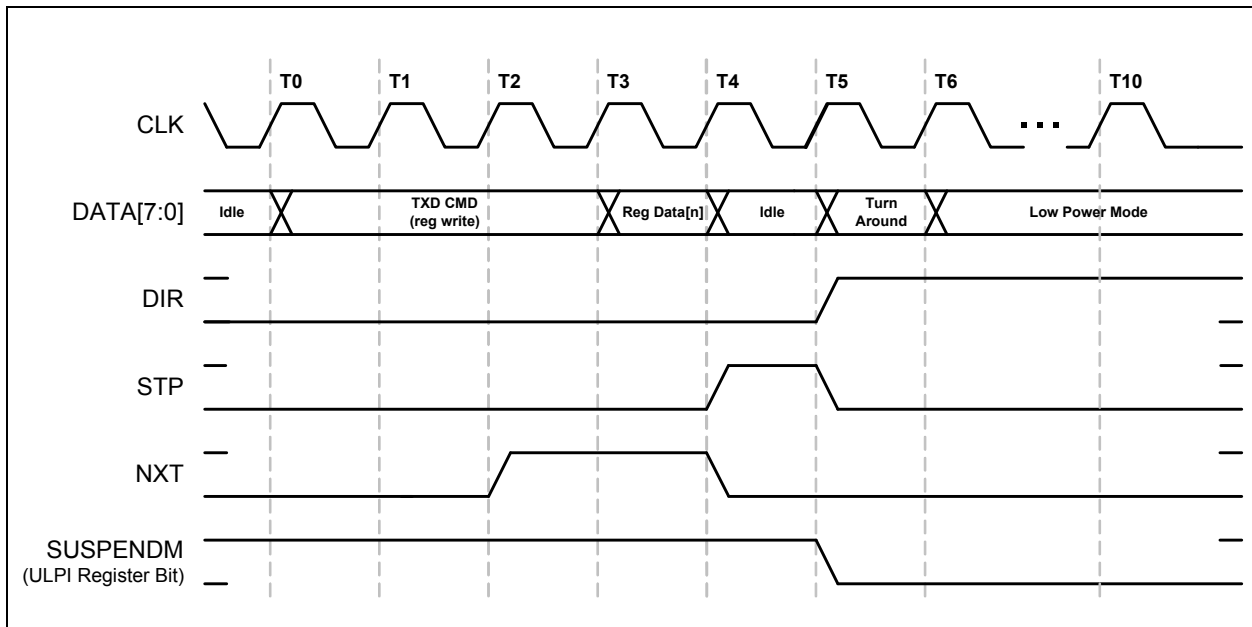 T0 T1 T2 T3 T4 T5 T6 T10
CLK
...
DATA[7:0]
Idle
TXD CMD
(reg write)
Reg Data[n]
Idle
Turn
Around
Low Power Mode
DIR
STP
NXT
SUSPENDM
(ULPI Register Bit)